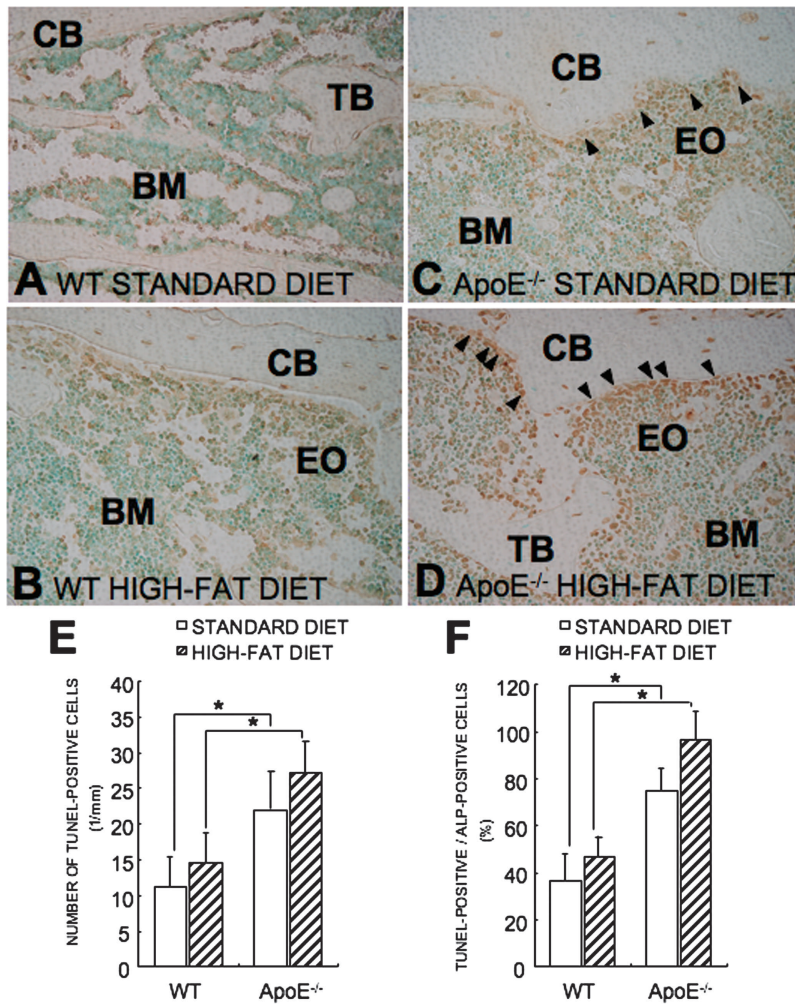 CB
TB
BM
A WT STANDARD DIET
CB
EO
BM
C ApoE-/- STANDARD DIET
CB
EO
BM
B WT HIGH-FAT DIET
CB
EO
TB
BM
D ApoE-/- HIGH-FAT DIET
E
STANDARD DIET
HIGH-FAT DIET
NUMBER OF TUNEL-POSITIVE CELLS
(1/mm)
40
35
30
25
20
15
10
5
0
*
*
WT
ApoE-/-
F
STANDARD DIET
HIGH-FAT DIET
TUNEL-POSITIVE / ALP-POSITIVE CELLS
(%)
120
100
80
60
40
20
0
*
*
WT
ApoE-/-